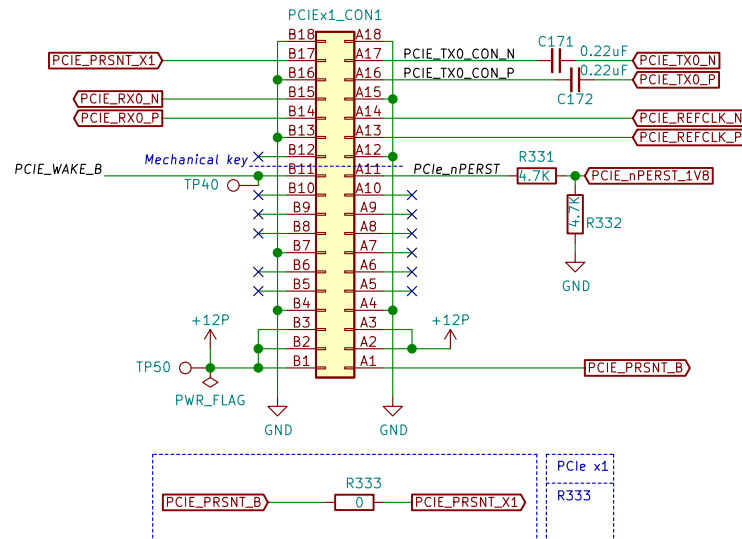 PCIEx1_CON1
B18 A18
PCIE_PRSNT_X1 B17 A17 PCIE_TX0_CON_N C171 0.22uF PCIE_TX0_N
B16 A16 PCIE_TX0_CON_P C172 0.22uF PCIE_TX0_P
PCIE_RX0_N B15 A15
PCIE_RX0_P B14 A14 PCIE_REFCLK_N
B13 A13 PCIE_REFCLK_P
Mechanical key B12 A12
PCIE_WAKE_B B11 A11 PCIe_nPERST R331 4.7K PCIE_nPERST_1V8
TP40 B10 A10 4.7K R332
B9 A9
B8 A8
B7 A7
B6 A6 GND
B5 A5
B4 A4
+12P B3 A3 +12P
B2 A2
TP50 B1 A1 PCIE_PRSNT_B
PWR_FLAG
GND GND
PCIe x1
R333 R333
PCIE_PRSNT_B 0 PCIE_PRSNT_X1